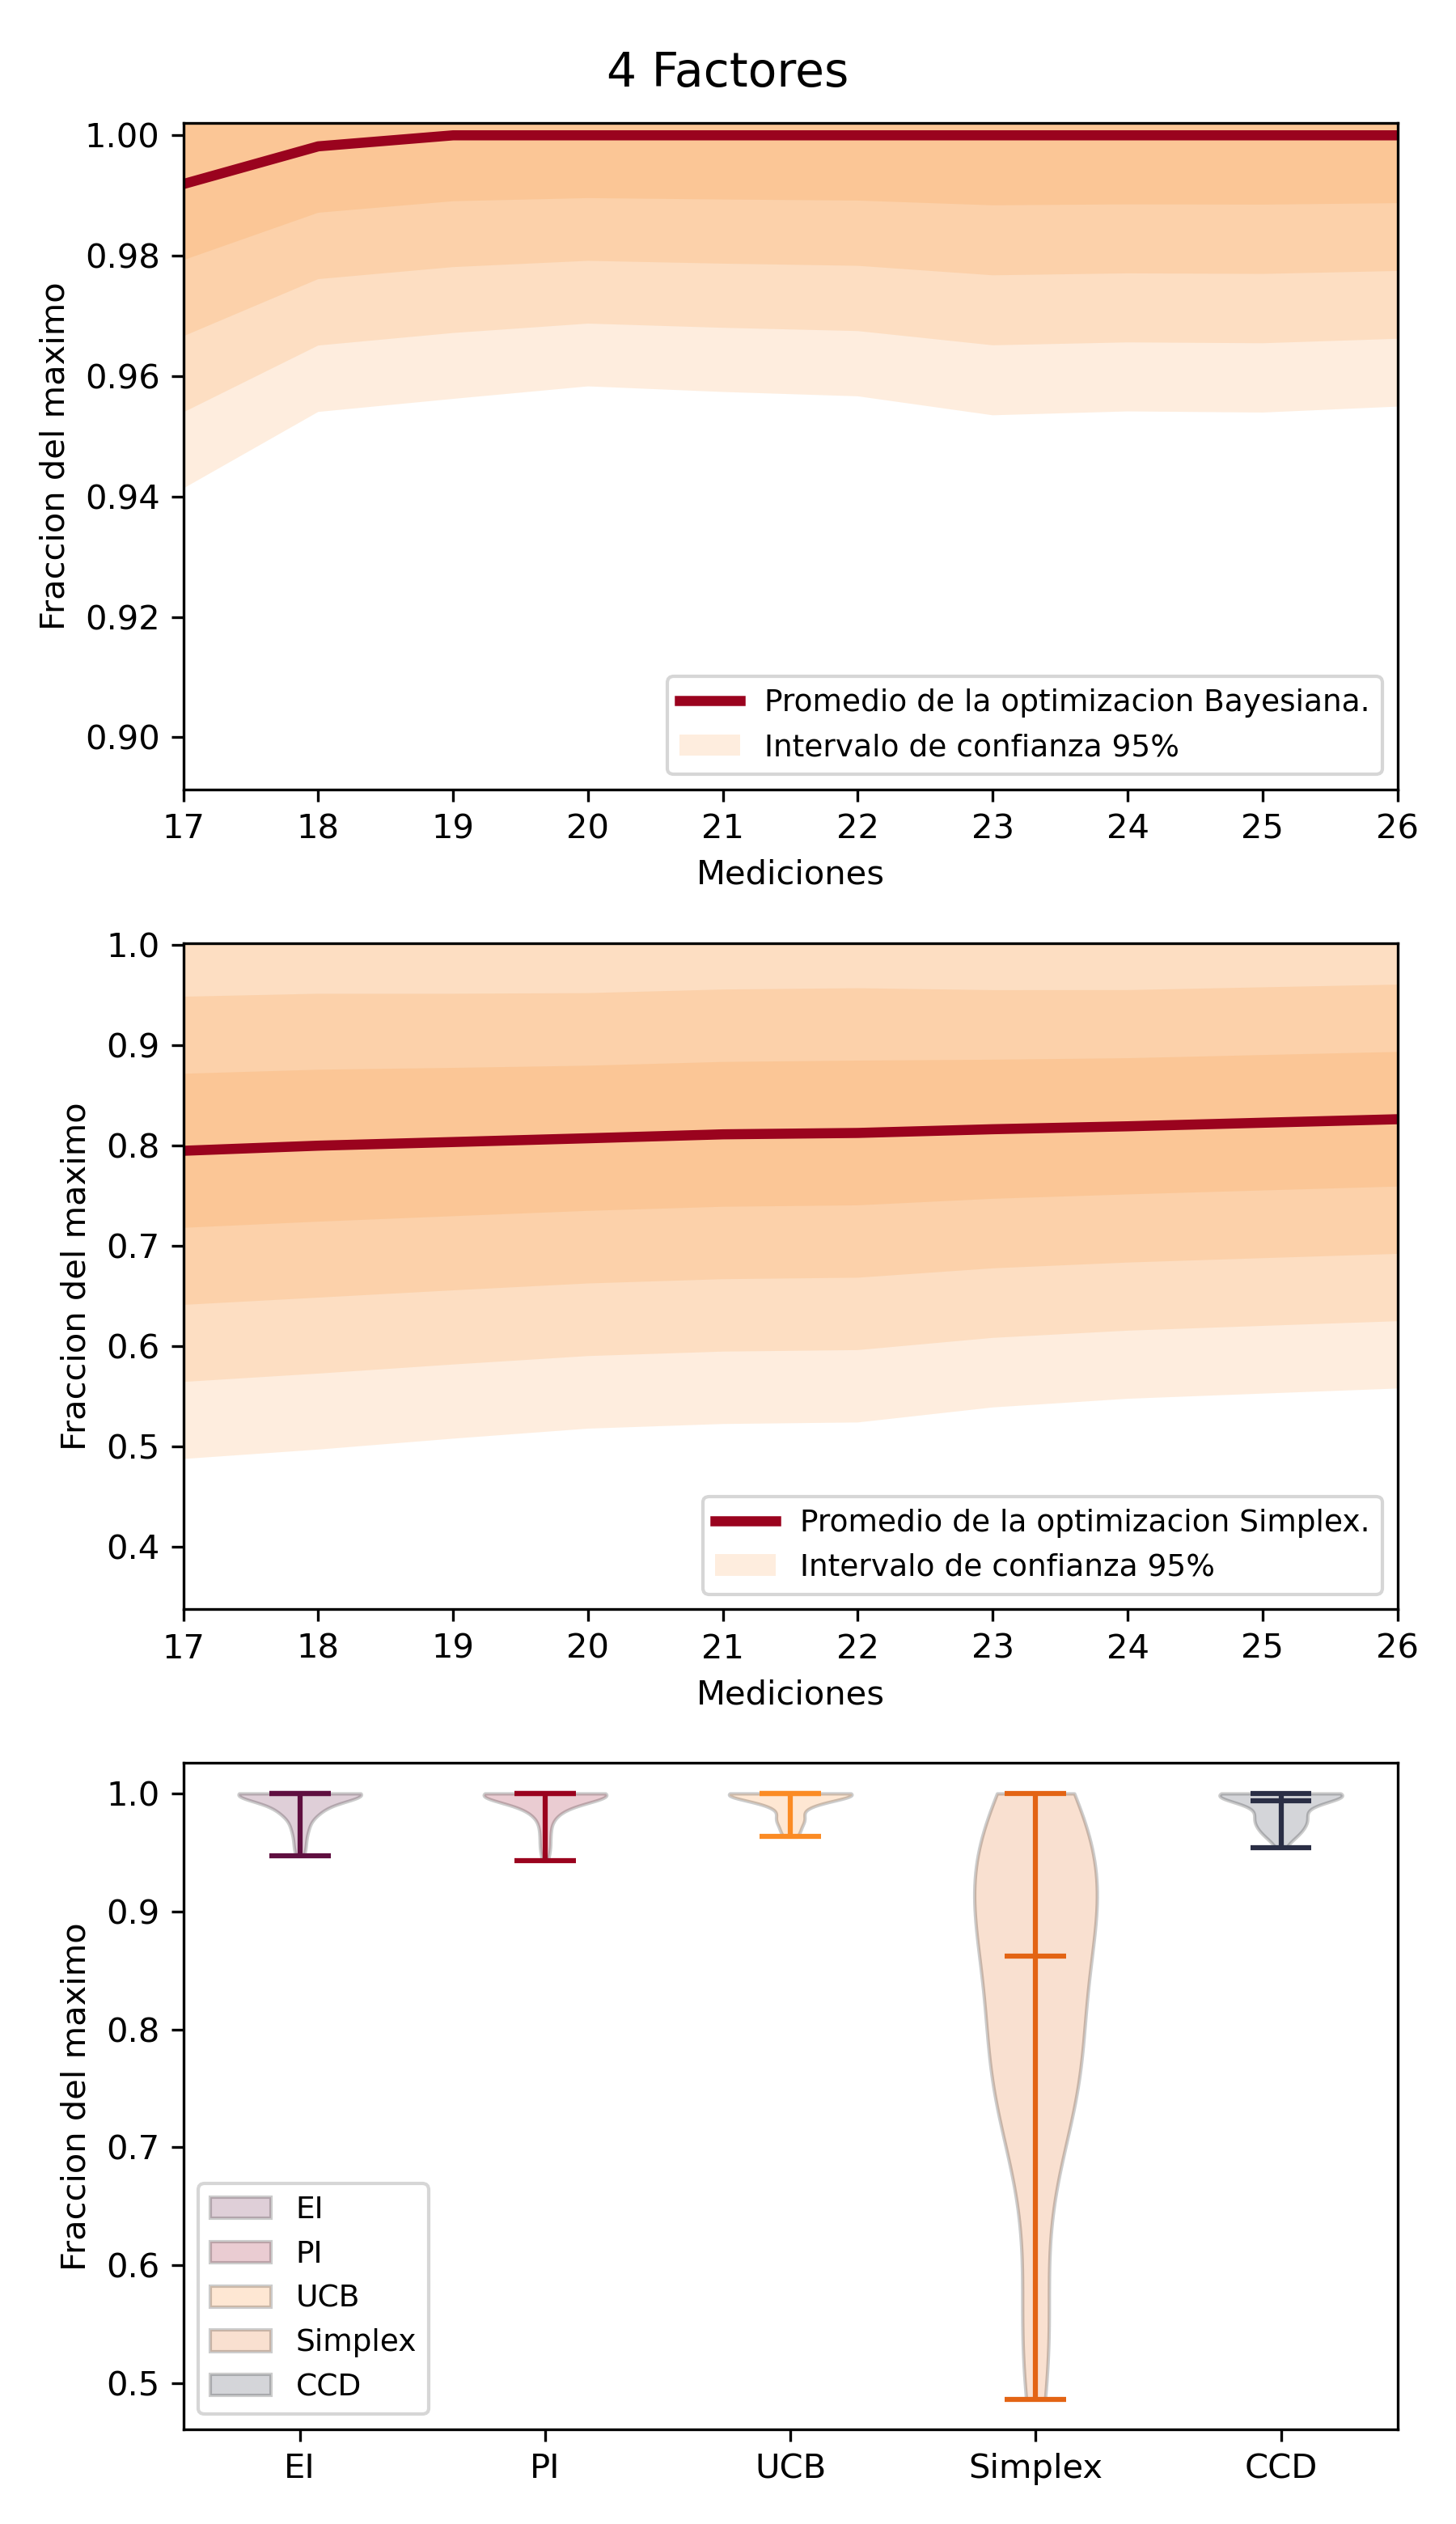 4 Factores
1.00
0.98
0.96
0.94
0.92
0.90
Fraccion del maximo
Promedio de la optimizacion Bayesiana.
Intervalo de confianza 95%
17 18 19 20 21 22 23 24 25 26
Mediciones
1.0
0.9
0.8
0.7
0.6
0.5
0.4
Fraccion del maximo
Promedio de la optimizacion Simplex.
Intervalo de confianza 95%
17 18 19 20 21 22 23 24 25 26
Mediciones
1.0
0.9
0.8
0.7
0.6
0.5
Fraccion del maximo
EI
PI
UCB
Simplex
CCD
EI PI UCB Simplex CCD